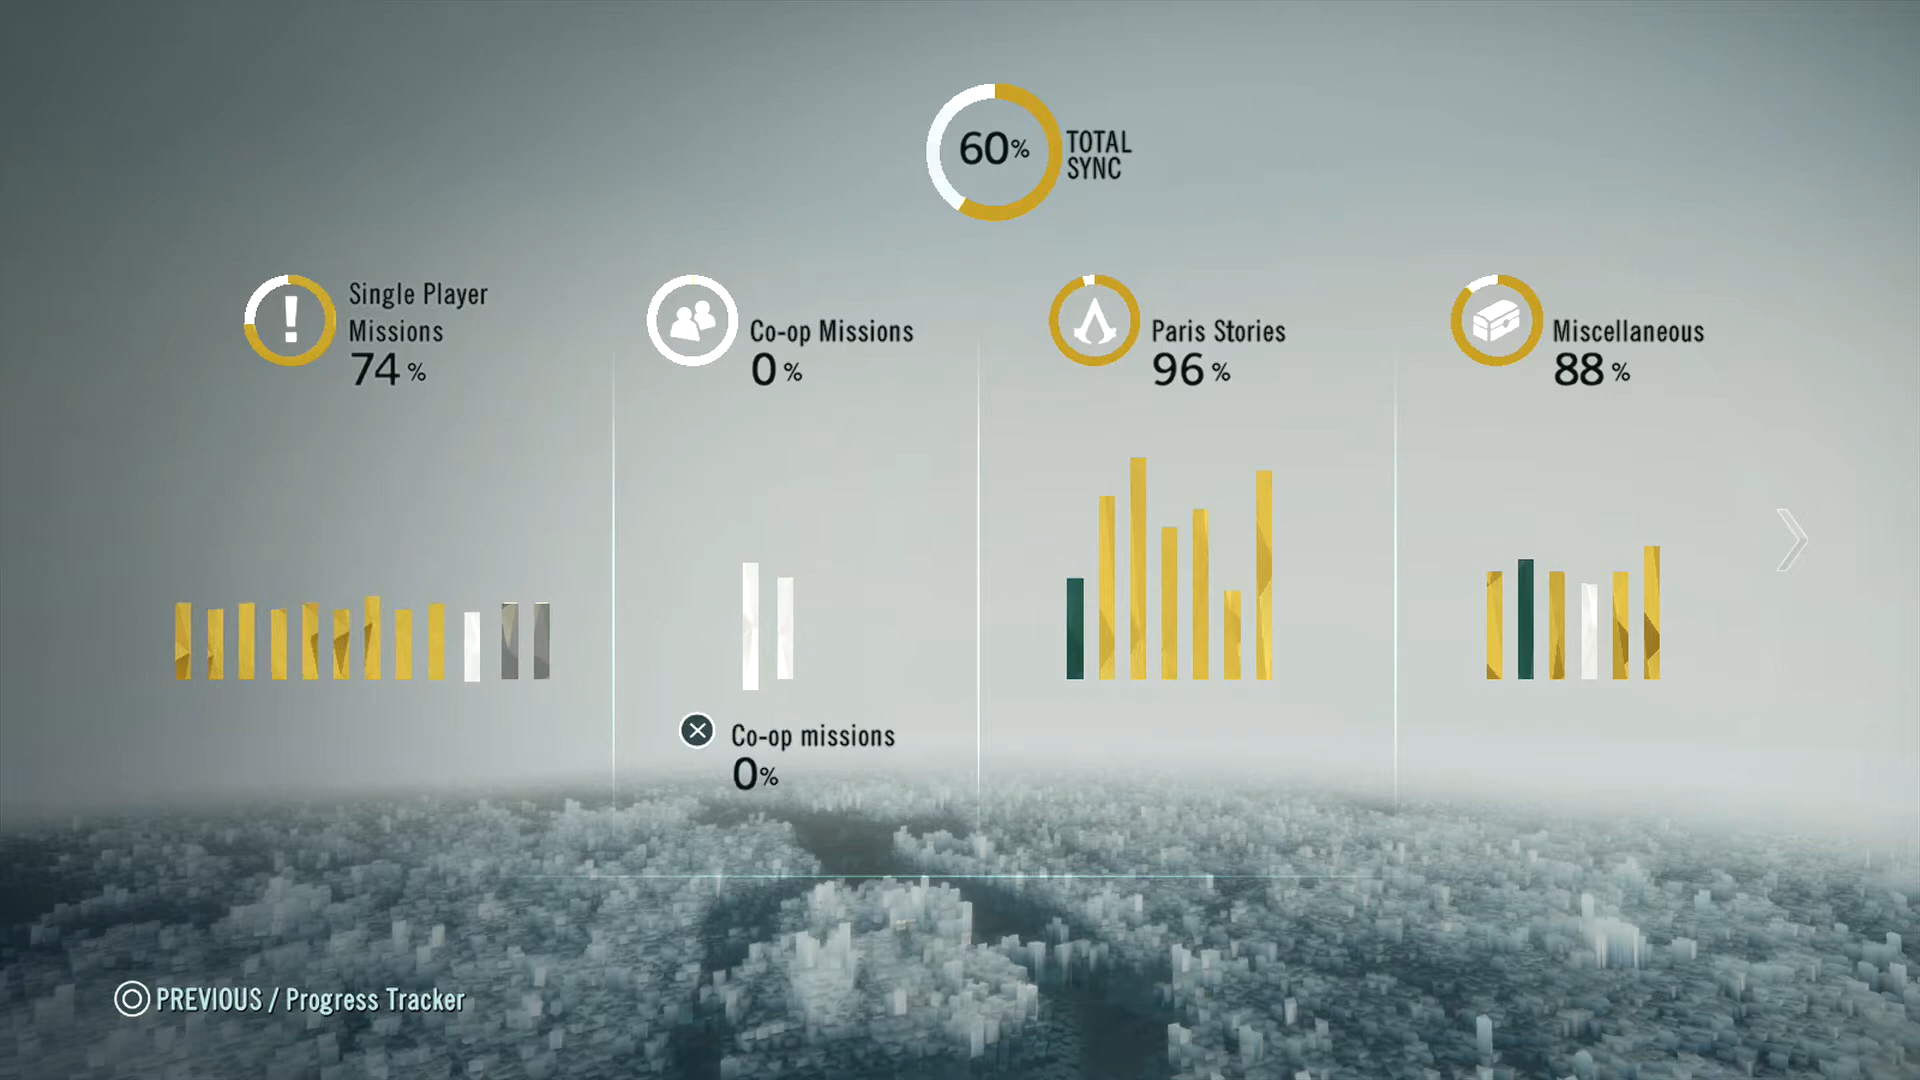 60%
TOTAL
SYNC
Single Player
Missions
74 %
Co-op Missions
0 %
Paris Stories
96 %
Miscellaneous
88 %
Co-op missions
0%
PREVIOUS / Progress Tracker